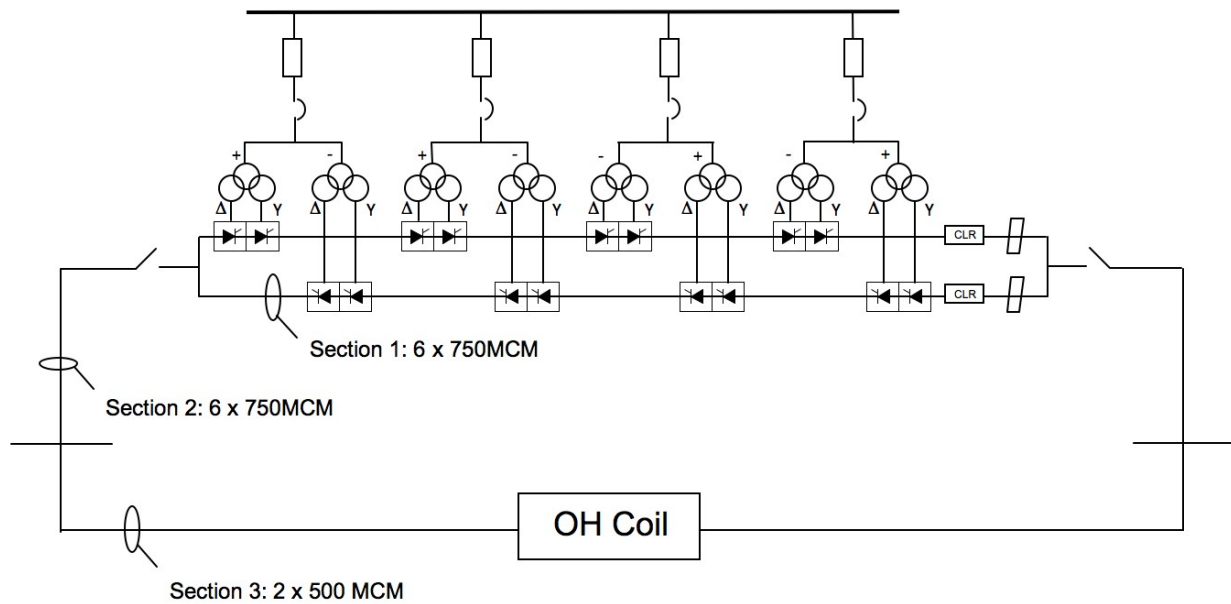 + - + - - + - +
Δ Y Δ Y Δ Y Δ Y Δ Y Δ Y Δ Y Δ Y
CLR
CLR
Section 1: 6 x 750MCM
Section 2: 6 x 750MCM
OH Coil
Section 3: 2 x 500 MCM